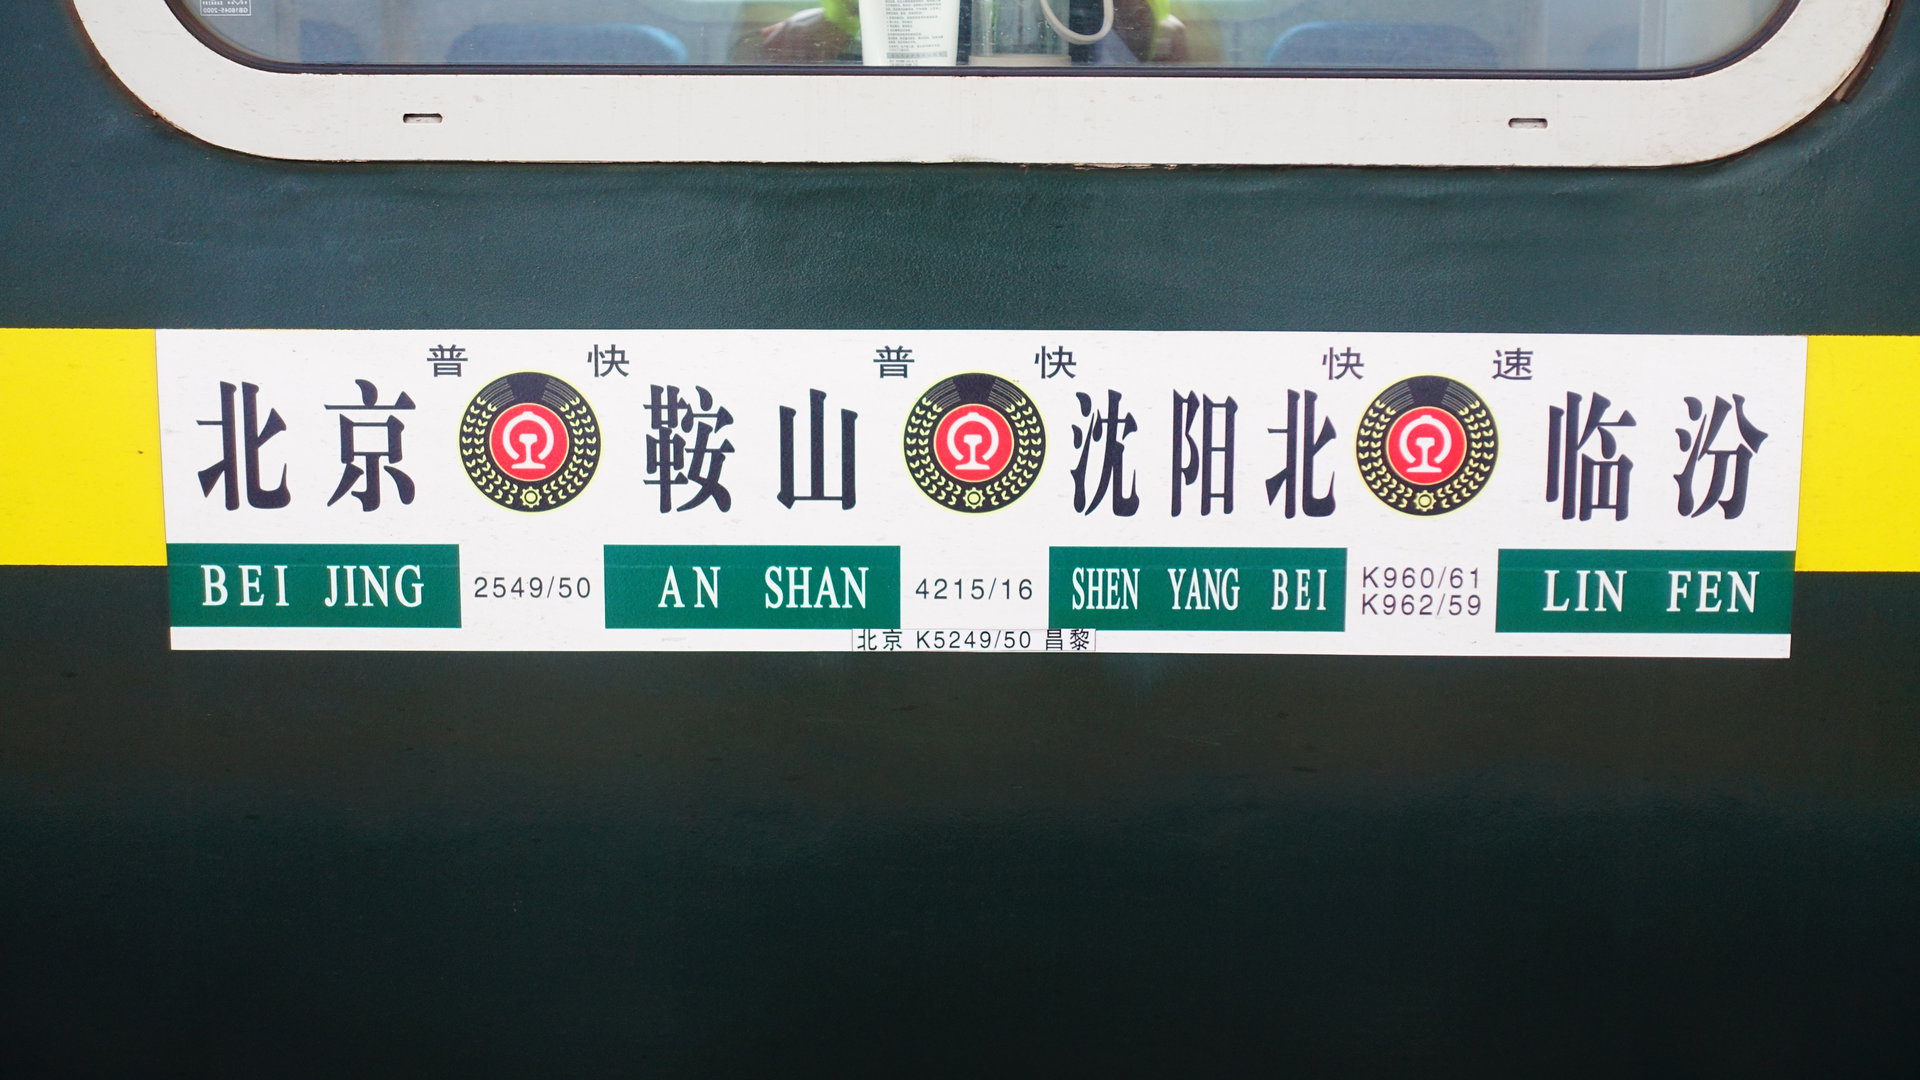 普 快 普 快 快 速
北京 鞍山 沈阳北 临汾
BEI JING 2549/50 AN SHAN 4215/16 SHEN YANG BEI K960/61 LIN FEN
K962/59
北京 K5249/50 昌黎